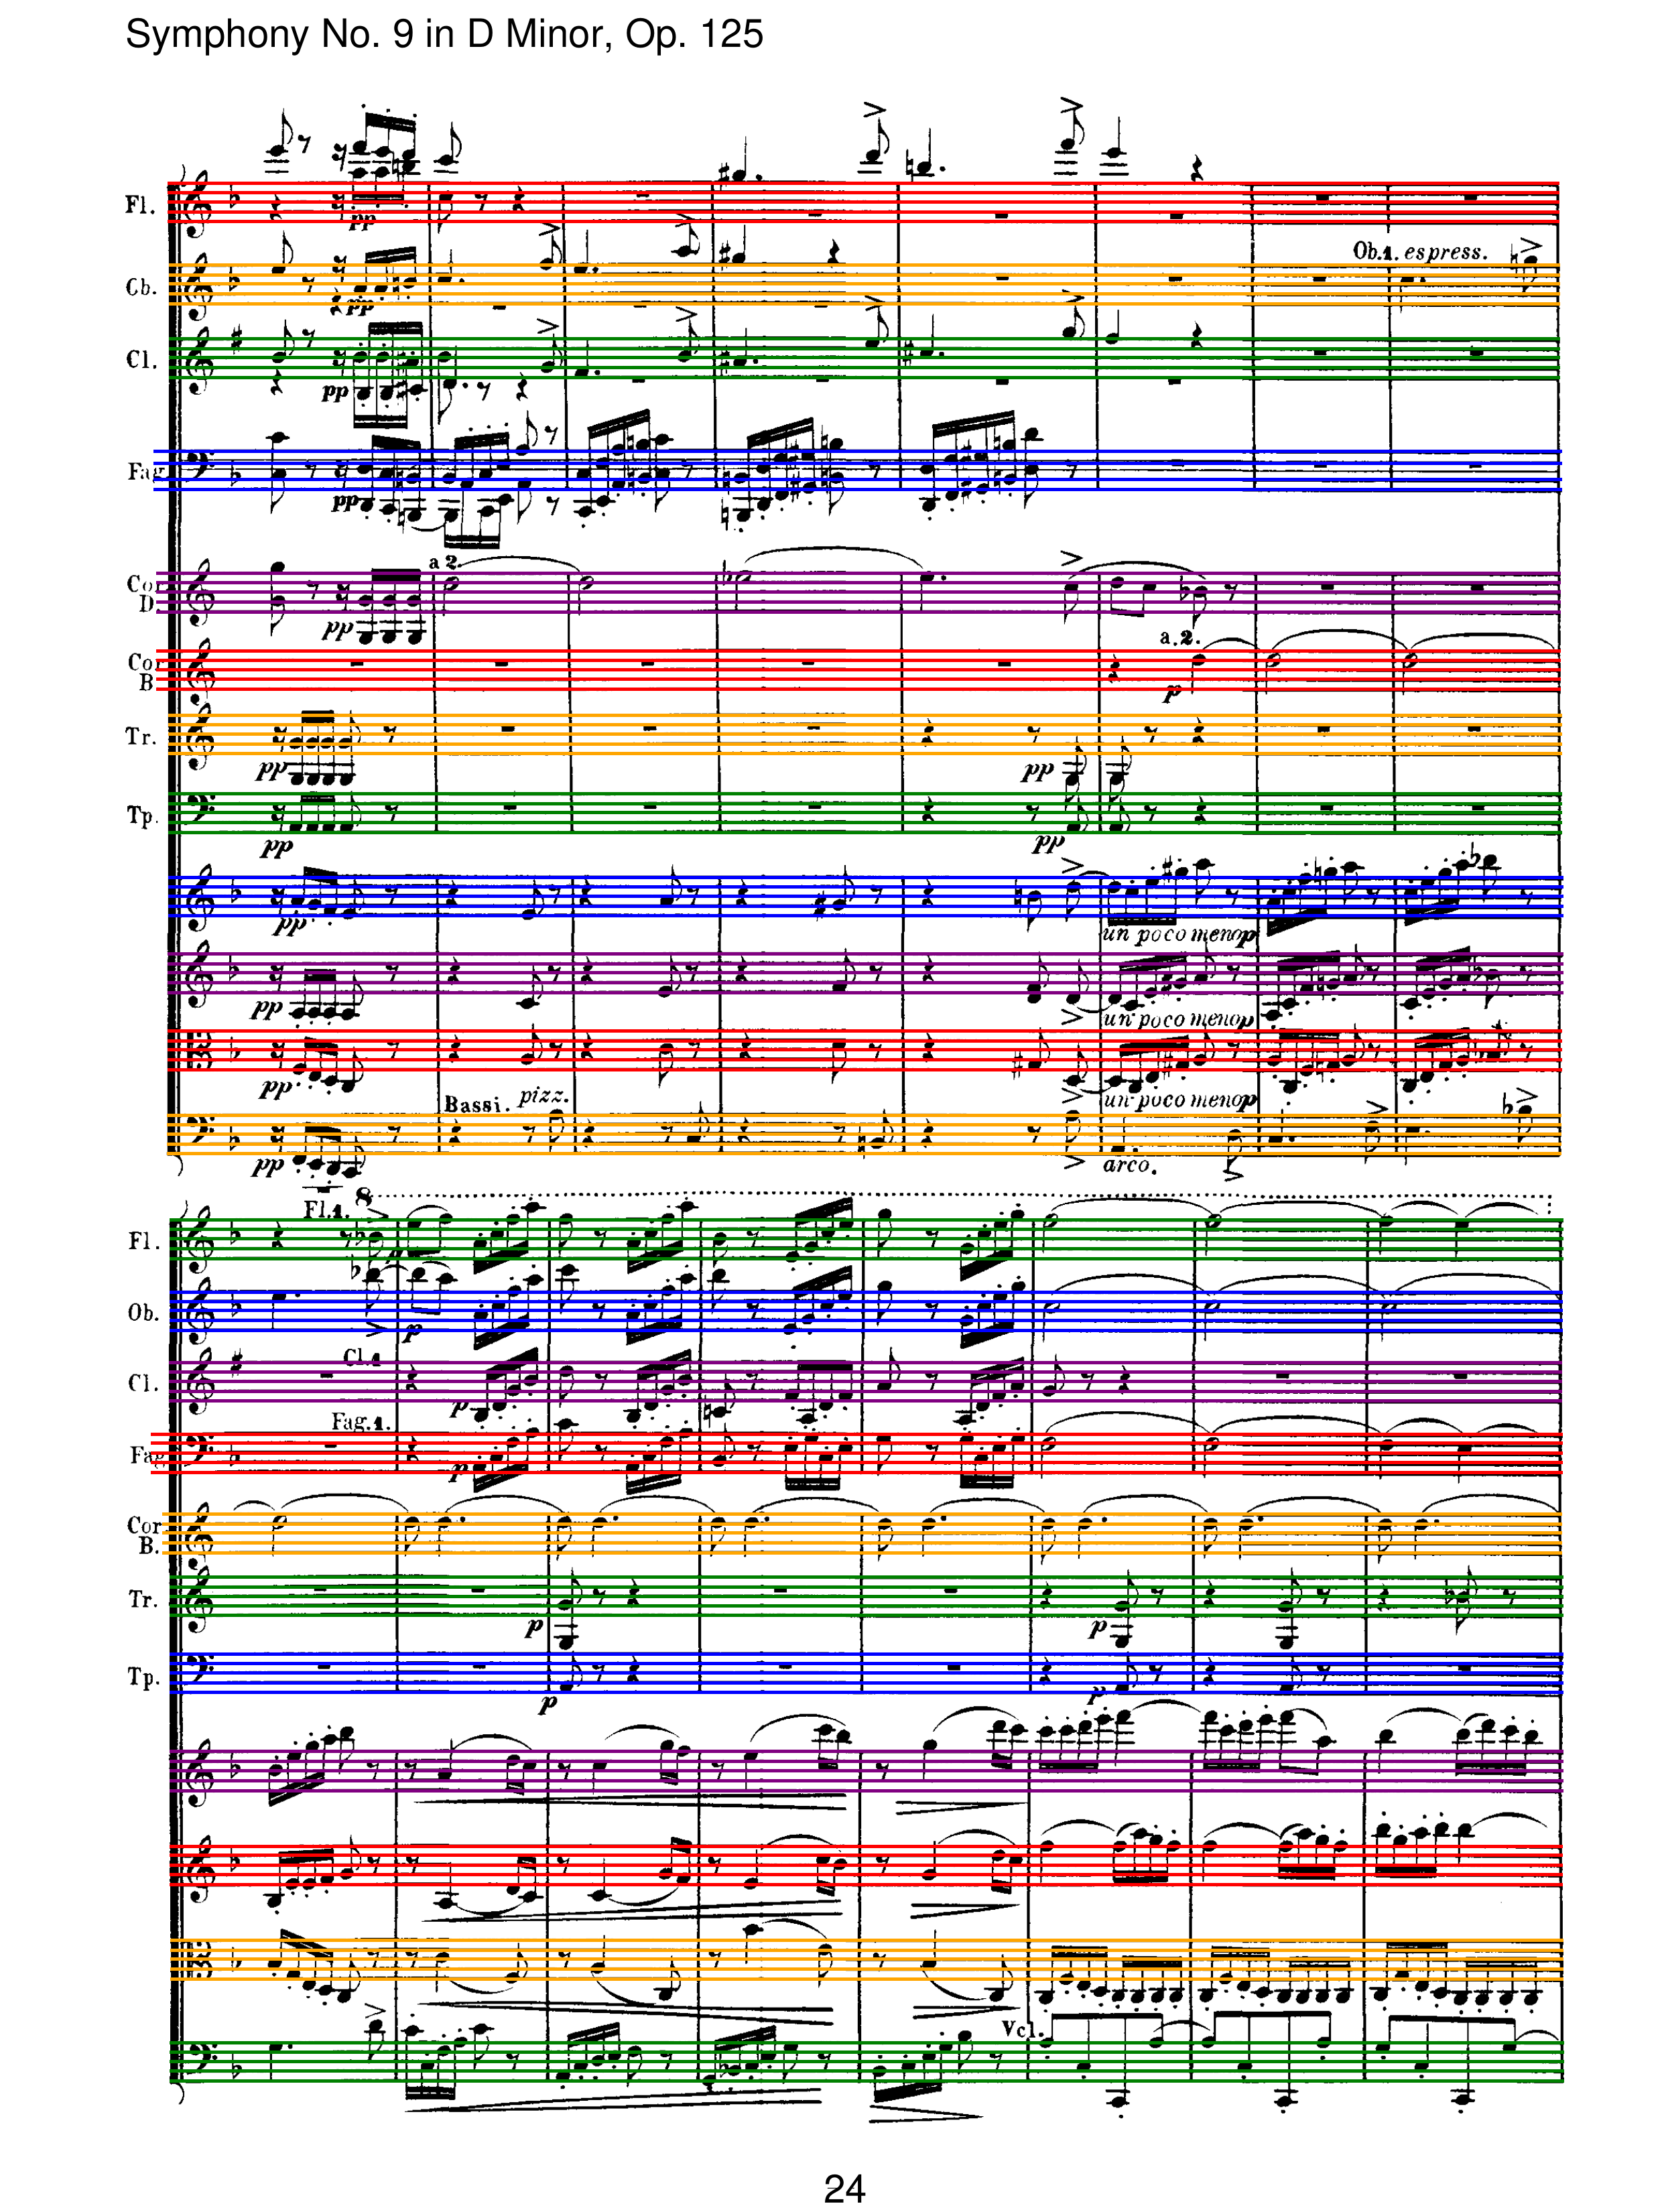 Symphony No. 9 in D Minor, Op. 125
Fl.
pp
Ob.1. espress.
Cb.
pp
Cl.
pp
Fag
pp
a 2.
Cor
D
pp
a.2.
Cor
B
p
Tr.
pp
pp
Tp.
pp
pp
pp
un poco meno p
pp
un poco meno p
pp
un poco meno p
Bassi. pizz.
pp
arco.
8
Fl.1.
Fl.
p
Ob.
p
Cl.1
Cl.
p
Fag.1.
Fag
p
Cor
B.
Tr.
p
p
Tp.
p
p
Vcl.
24